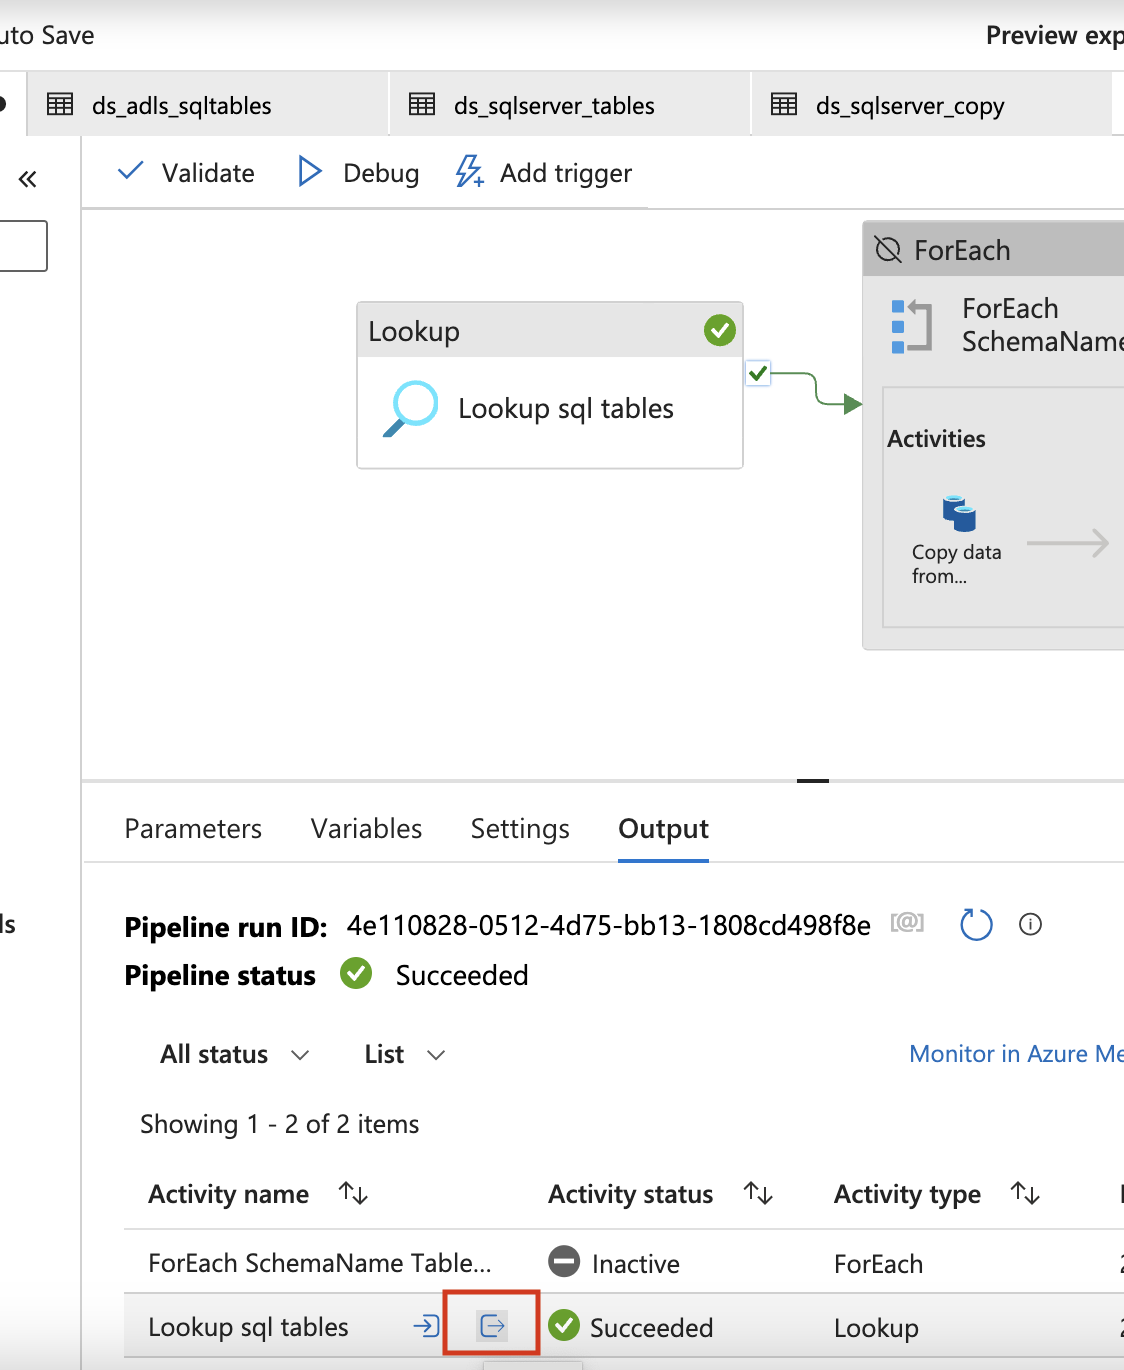 uto Save
Preview exp
ds_adls_sqltables
ds_sqlserver_tables
ds_sqlserver_copy
Validate
Debug
Add trigger
Lookup
Lookup sql tables
ForEach
ForEach
SchemaName
Activities
Copy data
from...
Parameters
Variables
Settings
Output
Pipeline run ID: 4e110828-0512-4d75-bb13-1808cd498f8e
ls
Pipeline status Succeeded
All status
List
Monitor in Azure Me
Showing 1 - 2 of 2 items
Activity name
Activity status
Activity type
ForEach SchemaName Table... Inactive ForEach
Lookup sql tables Succeeded Lookup